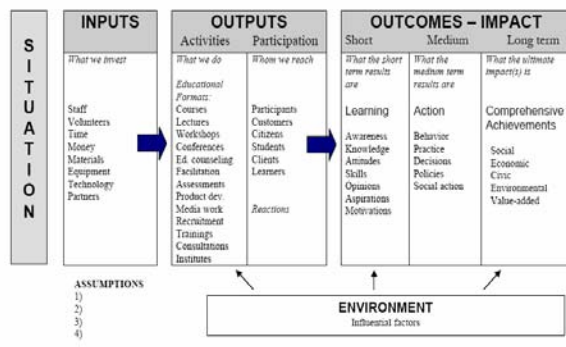 SITUATION
INPUTS
What we invest
Staff
Volunteers
Time
Money
Materials
Equipment
Technology
Partners
OUTPUTS
Activities Participation
What we do
Educational
Formats:
Courses
Lectures
Workshops
Conferences
Ed. counseling
Facilitation
Assessments
Product dev.
Media work
Recruitment
Trainings
Consultations
Institutes
Whom we reach
Participants
Customers
Citizens
Students
Clients
Learners
Reactions
OUTCOMES – IMPACT
Short Medium Long term
What the short
term results
are
Learning
Awareness
Knowledge
Attitudes
Skills
Opinions
Aspirations
Motivations
What the
medium term
results are
Action
Behavior
Practice
Decisions
Policies
Social action
What the ultimate
impact(s) is
Comprehensive
Achievements
Social
Economic
Civic
Environmental
Value-added
ASSUMPTIONS
1)
2)
3)
4)
ENVIRONMENT
Influential factors